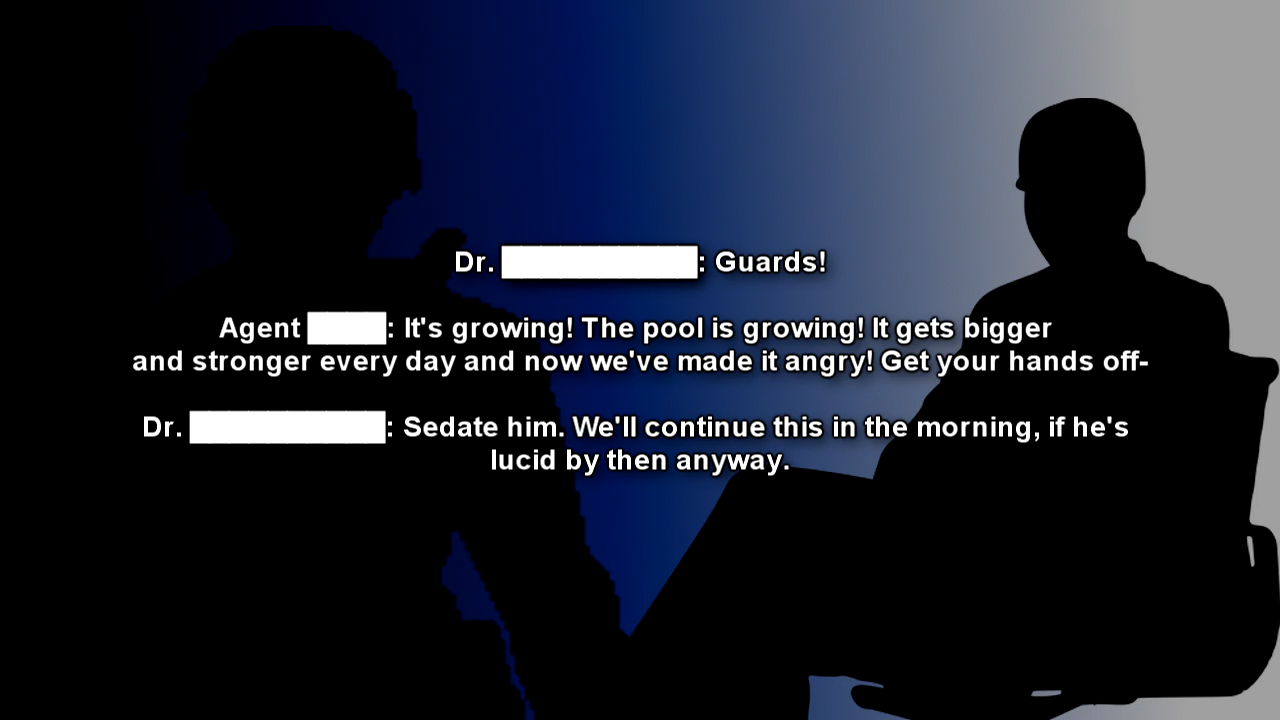 Dr. : Guards!
Agent : It's growing! The pool is growing! It gets bigger
and stronger every day and now we've made it angry! Get your hands off-
Dr. : Sedate him. We'll continue this in the morning, if he's
lucid by then anyway.